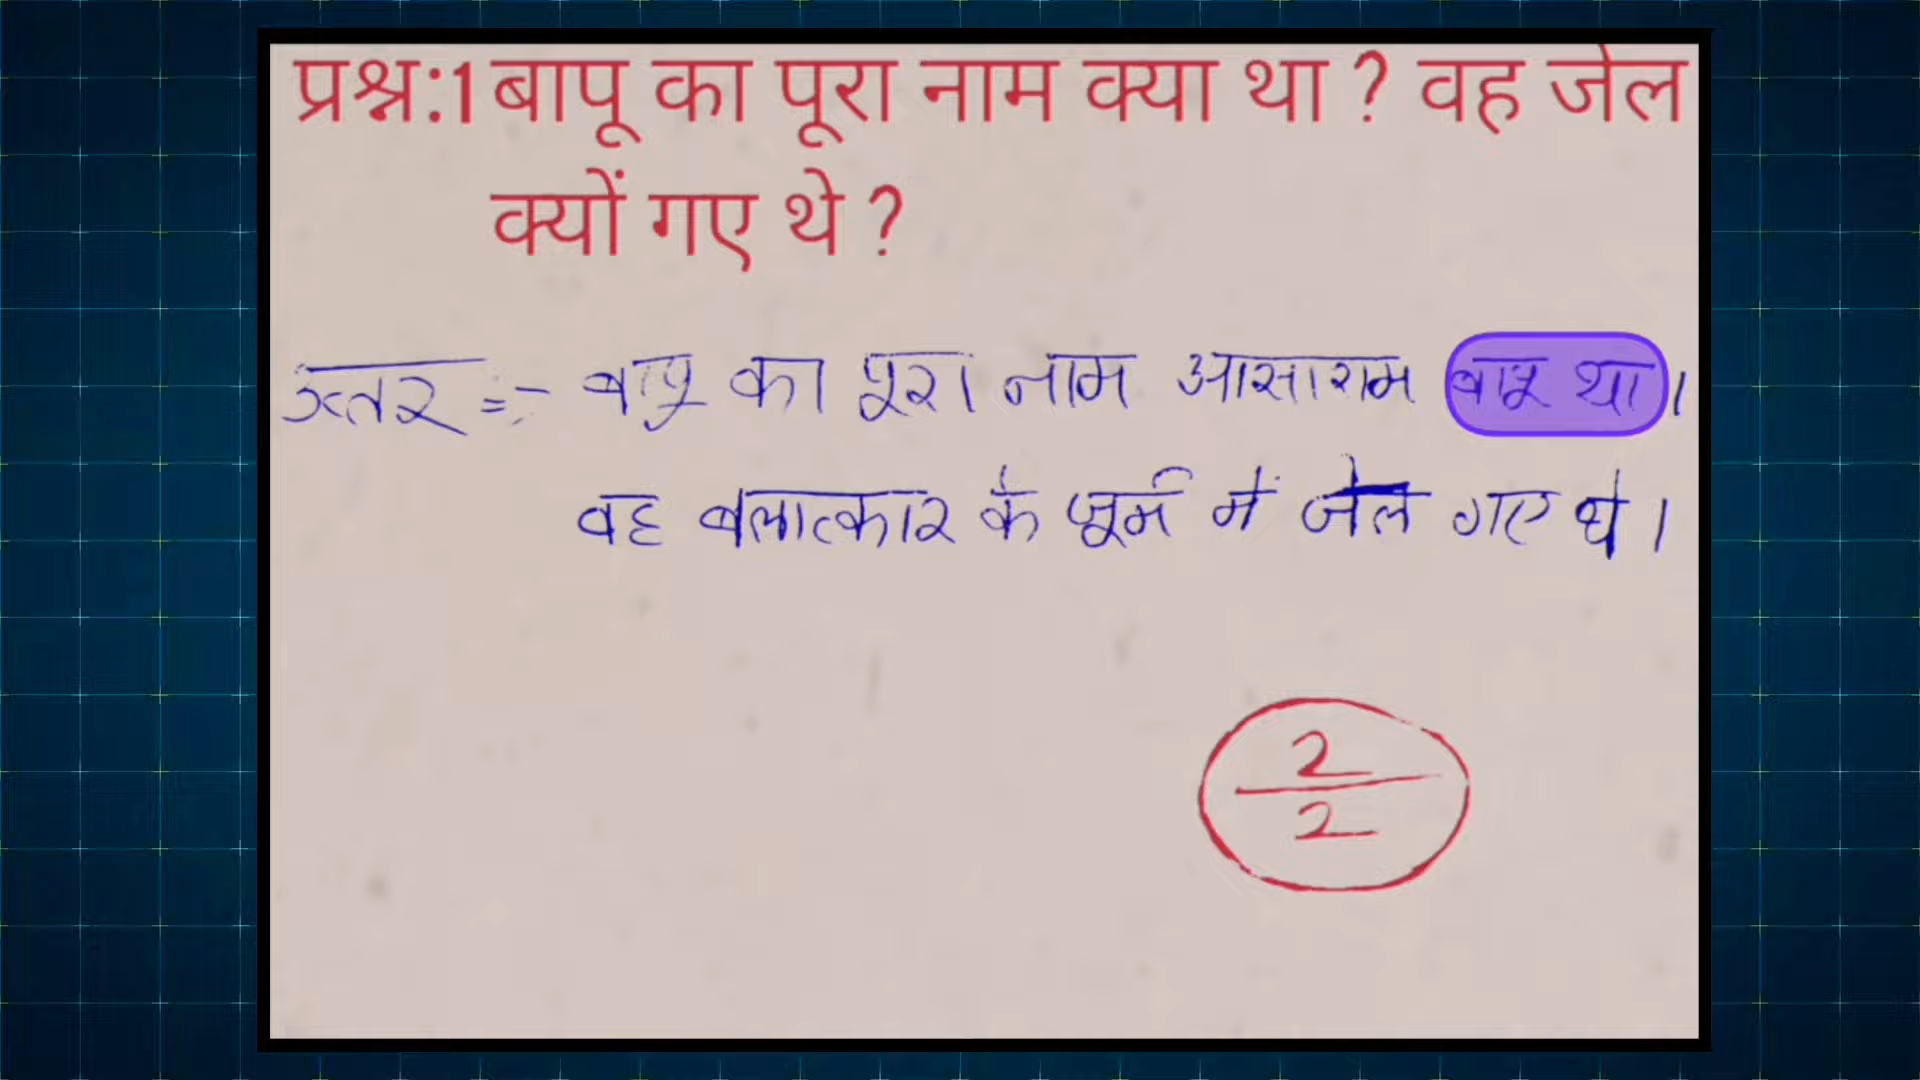 प्रश्न:1 बापू का पूरा नाम क्या था ? वह जेल
क्यों गए थे ?
उत्तर =:- बापू का पूरा नाम आसाराम बापू था।
वह बलात्कार के जूर्म में जेल गए थे।
2
2